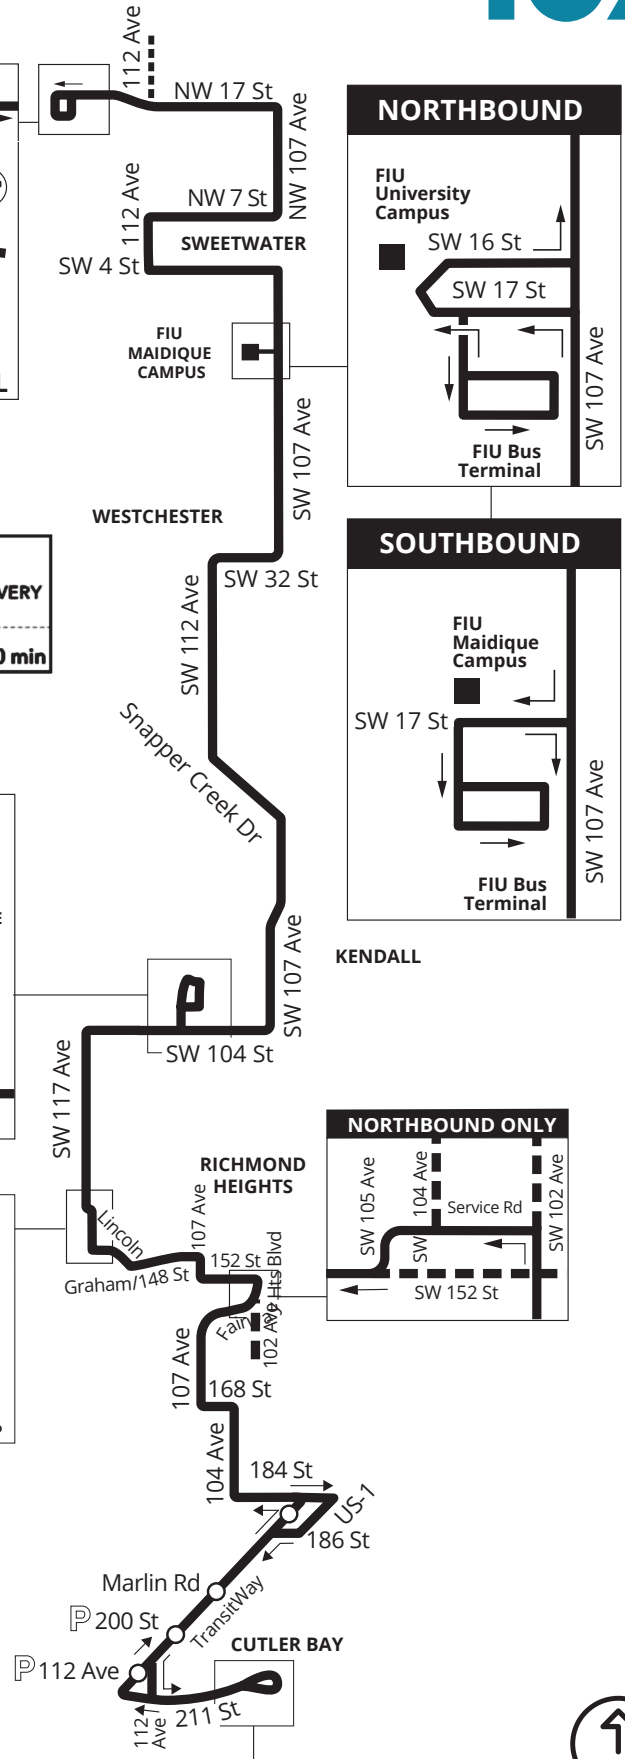 112 Ave
NW 17 St
NW 107 Ave
112 Ave
NW 7 St
SWEETWATER
SW 4 St
FIU
MAIDIQUE
CAMPUS
SW 107 Ave
WESTCHESTER
SW 32 St
SW 112 Ave
Snapper Creek Dr
SW 107 Ave
KENDALL
SW 104 St
SW 117 Ave
RICHMOND
HEIGHTS
Lincoln
107 Ave
152 St
Graham/148 St
Hts Blvd
102 Ave
107 Ave
168 St
104 Ave
184 St
US-1
186 St
Marlin Rd
TransitWay
P 200 St
CUTLER BAY
P 112 Ave
211 St
112
Ave
NORTHBOUND
FIU
University
Campus
SW 16 St
SW 17 St
SW 107 Ave
FIU Bus
Terminal
SOUTHBOUND
FIU
Maidique
Campus
SW 17 St
SW 107 Ave
FIU Bus
Terminal
NORTHBOUND ONLY
SW 105 Ave
SW 104 Ave
Service Rd
SW 102 Ave
SW 152 St
VERY
0 min